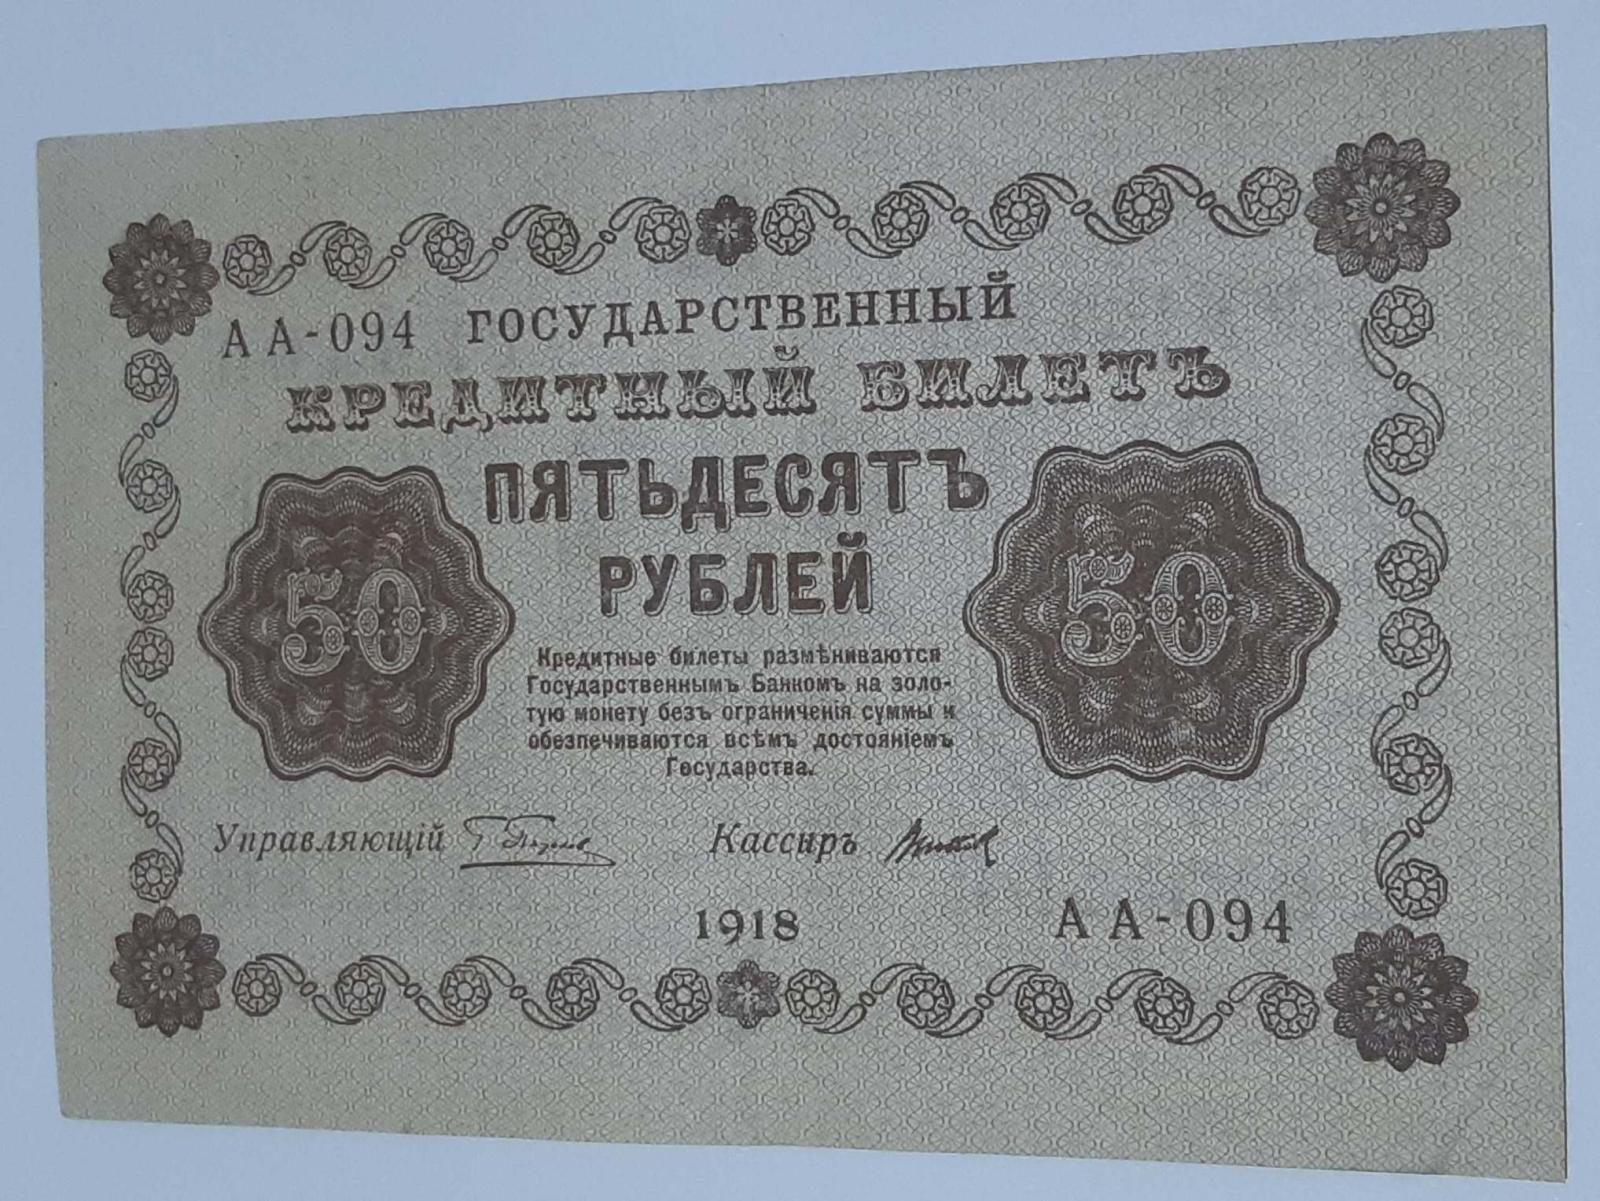 АА-094 ГОСУДАРСТВЕННЫЙ
КРЕДИТНЫЙ БИЛЕТЪ
ПЯТЬДЕСЯТЪ
РУБЛЕЙ
50 50
Кредитные билеты размѣниваются
Государственнымъ Банкомъ на золо-
тую монету безъ ограниченія суммы и
обезпечиваются всѣмъ достояніемъ
Государства.
Управляющій Кассиръ
1918 АА-094